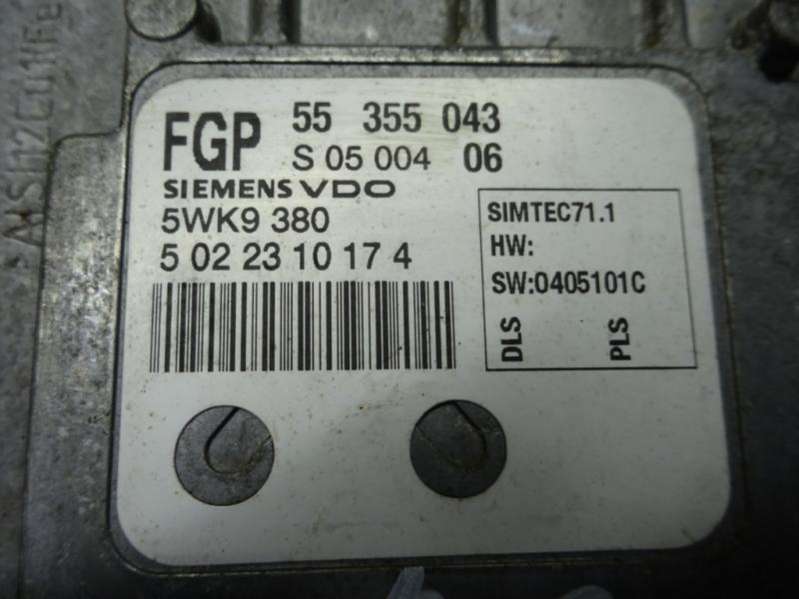 FGP 55 355 043
S 05 004 06
SIEMENS VDO
5WK9 380
5 02 23 10 17 4
SIMTEC71.1
HW:
SW:0405101C
DLS PLS